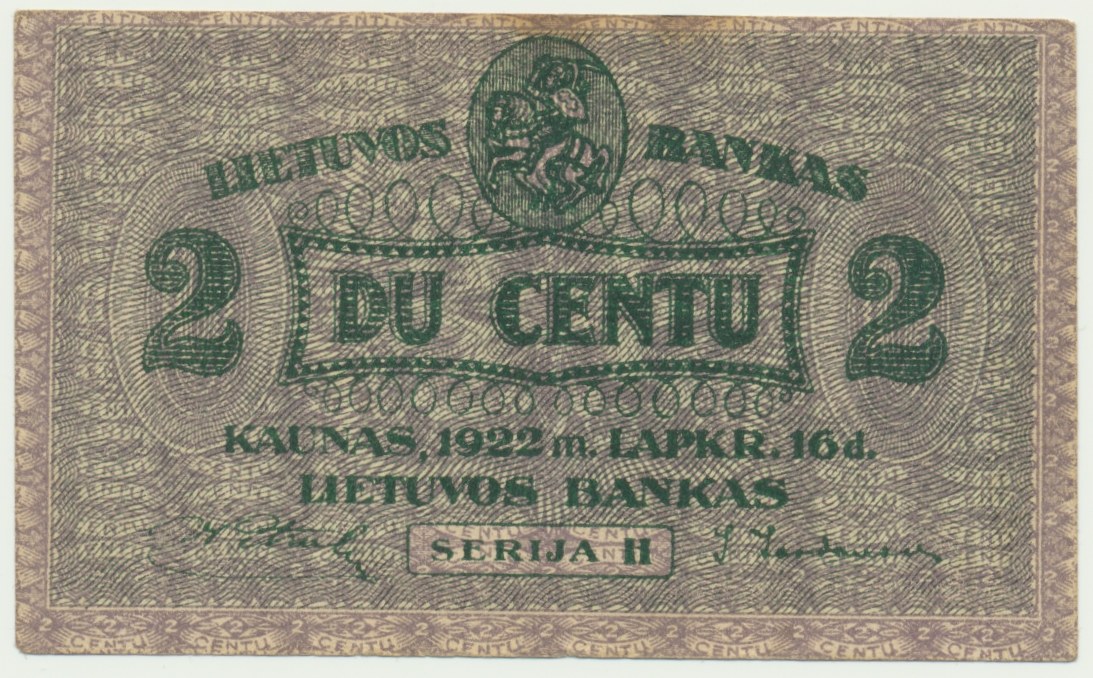 LIETUVOS BANKAS
2 DU CENTU 2
KAUNAS, 1922 m. LAPKR. 16 d.
LIETUVOS BANKAS
SERIJA H